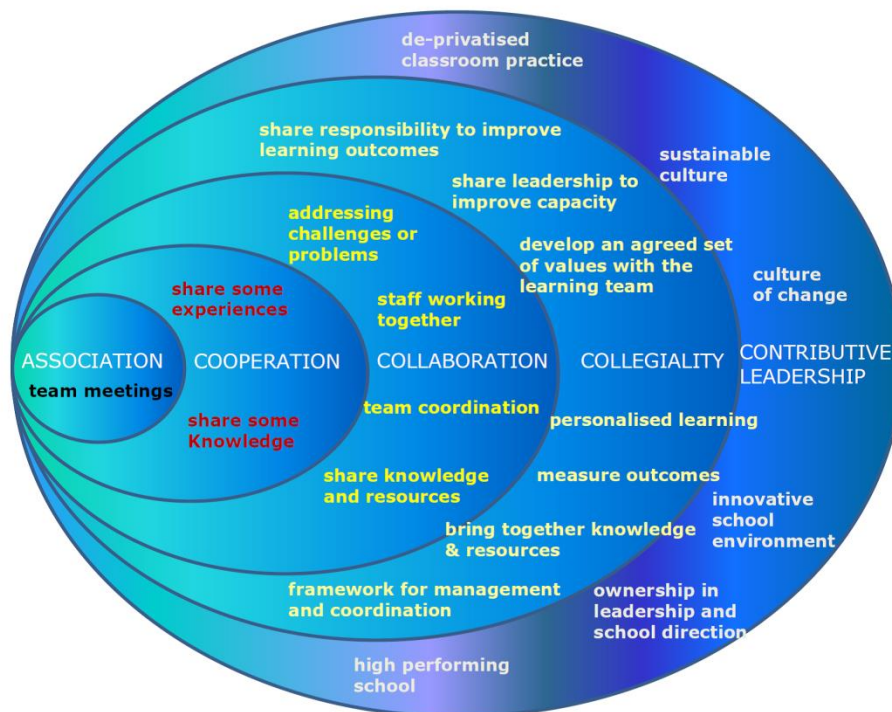 de-privatised
classroom practice
share responsibility to improve
learning outcomes
sustainable
culture
share leadership to
improve capacity
addressing
challenges or
problems
develop an agreed set
of values with the
learning team
culture
of change
share some
experiences
staff working
together
ASSOCIATION
COOPERATION
COLLABORATION
COLLEGIALITY
CONTRIBUTIVE
LEADERSHIP
team meetings
share some
Knowledge
team coordination
personalised learning
share knowledge
and resources
measure outcomes
innovative
school
environment
bring together knowledge
& resources
framework for management
and coordination
ownership in
leadership and
school direction
high performing
school